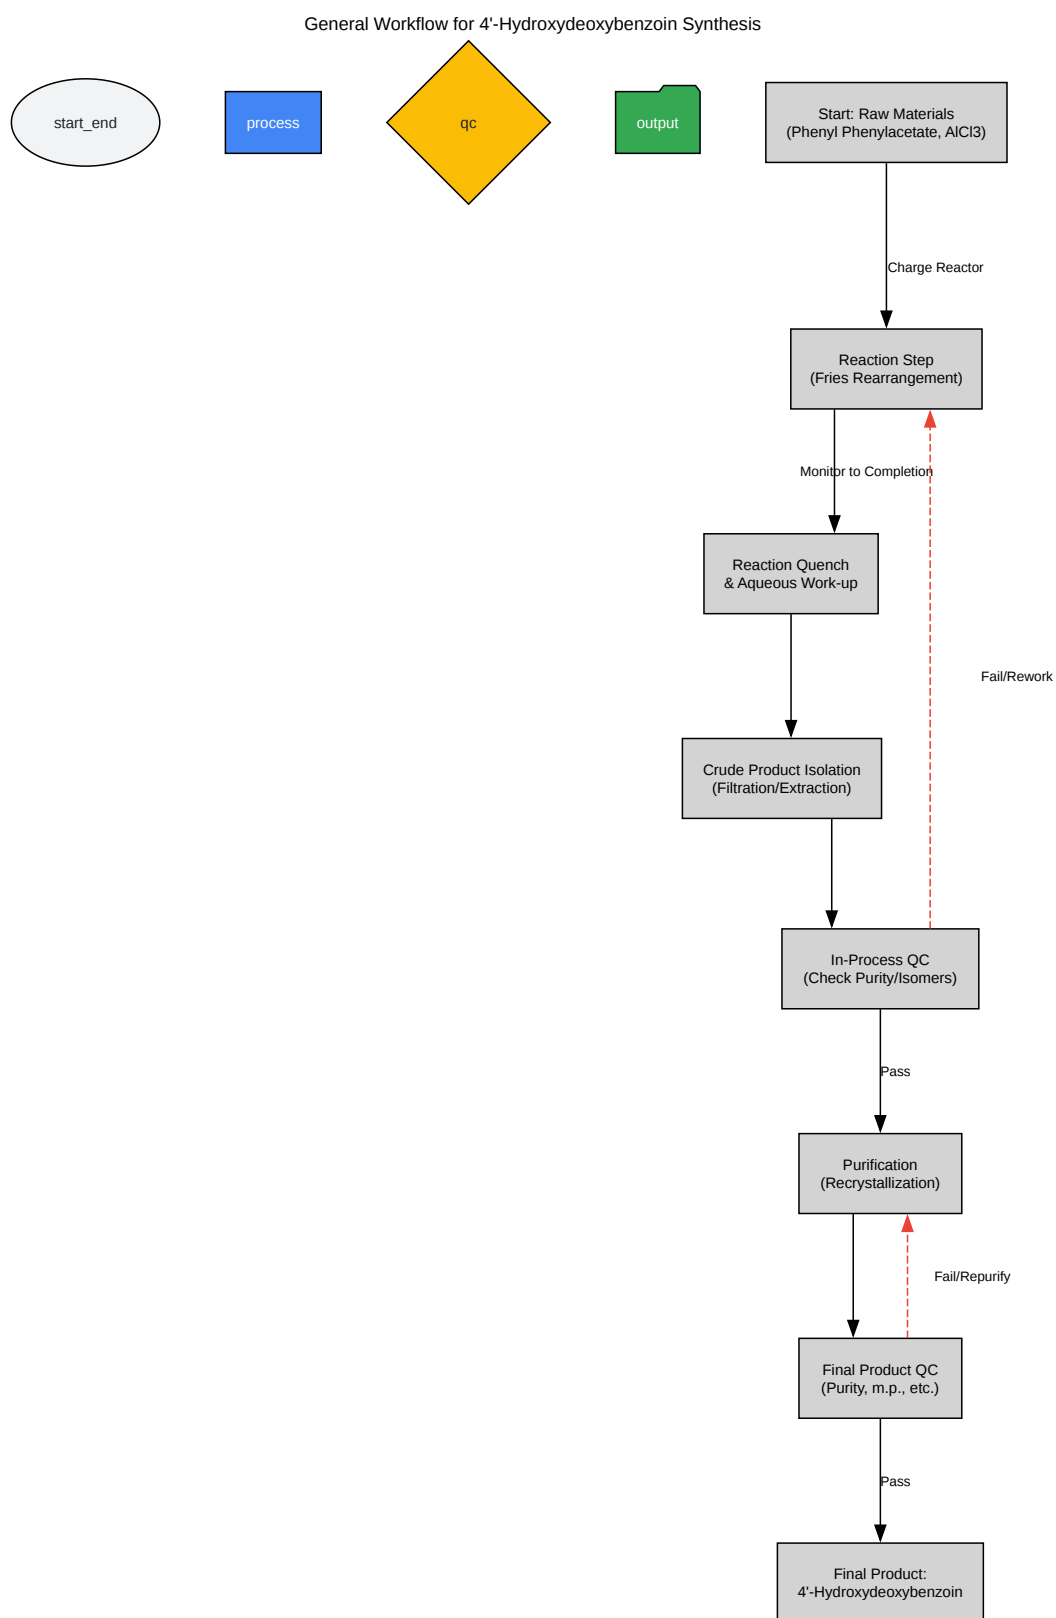 General Workflow for 4'-Hydroxydeoxybenzoin Synthesis
start_end
process
qc
output
Start: Raw Materials
(Phenyl Phenylacetate, AlCl3)
Charge Reactor
Reaction Step
(Fries Rearrangement)
Monitor to Completion
Reaction Quench
& Aqueous Work-up
Fail/Rework
Crude Product Isolation
(Filtration/Extraction)
In-Process QC
(Check Purity/Isomers)
Pass
Purification
(Recrystallization)
Fail/Repurify
Final Product QC
(Purity, m.p., etc.)
Pass
Final Product:
4'-Hydroxydeoxybenzoin